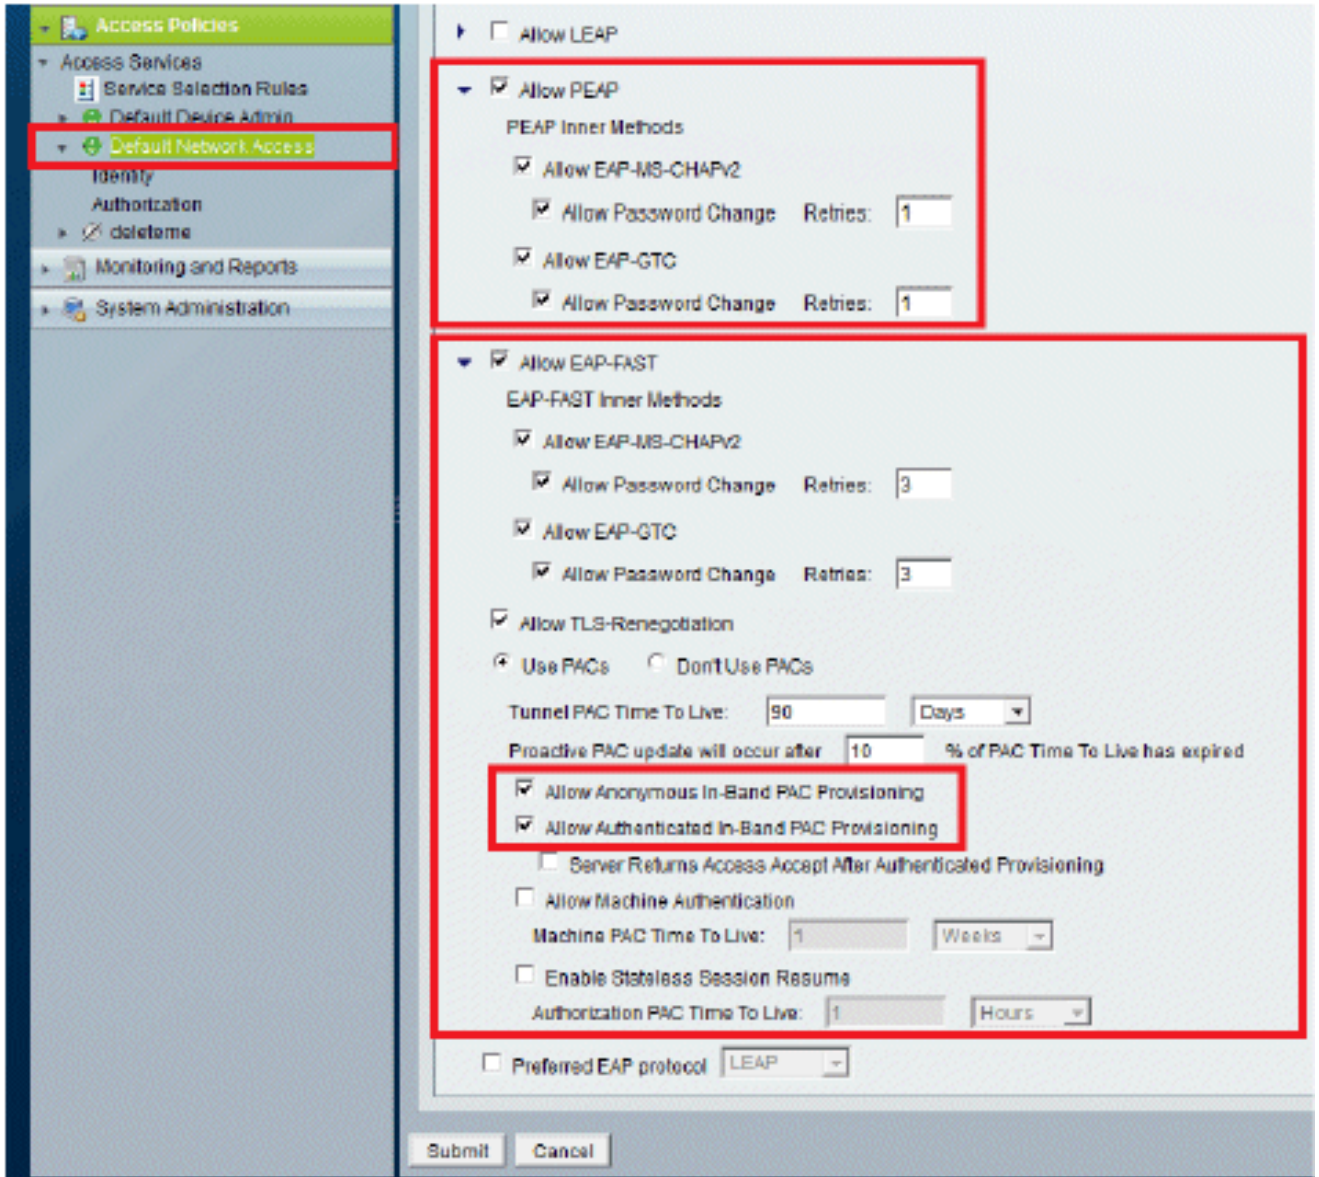 Access Policies
Access Services
Service Selection Rules
Default Device Admin
Default Network Access
Identity
Authorization
deleteme
Monitoring and Reports
System Administration
Allow LEAP
Allow PEAP
PEAP Inner Methods
Allow EAP-MS-CHAPv2
Allow Password Change Retries: 1
Allow EAP-GTC
Allow Password Change Retries: 1
Allow EAP-FAST
EAP-FAST Inner Methods
Allow EAP-MS-CHAPv2
Allow Password Change Retries: 3
Allow EAP-GTC
Allow Password Change Retries: 3
Allow TLS-Renegotiation
Use PACs Don't Use PACs
Tunnel PAC Time To Live: 90 Days
Proactive PAC update will occur after 10 % of PAC Time To Live has expired
Allow Anonymous In-Band PAC Provisioning
Allow Authenticated In-Band PAC Provisioning
Server Returns Access Accept After Authenticated Provisioning
Allow Machine Authentication
Machine PAC Time To Live: 1 Weeks
Enable Stateless Session Resume
Authorization PAC Time To Live: 1 Hours
Preferred EAP protocol LEAP
Submit Cancel